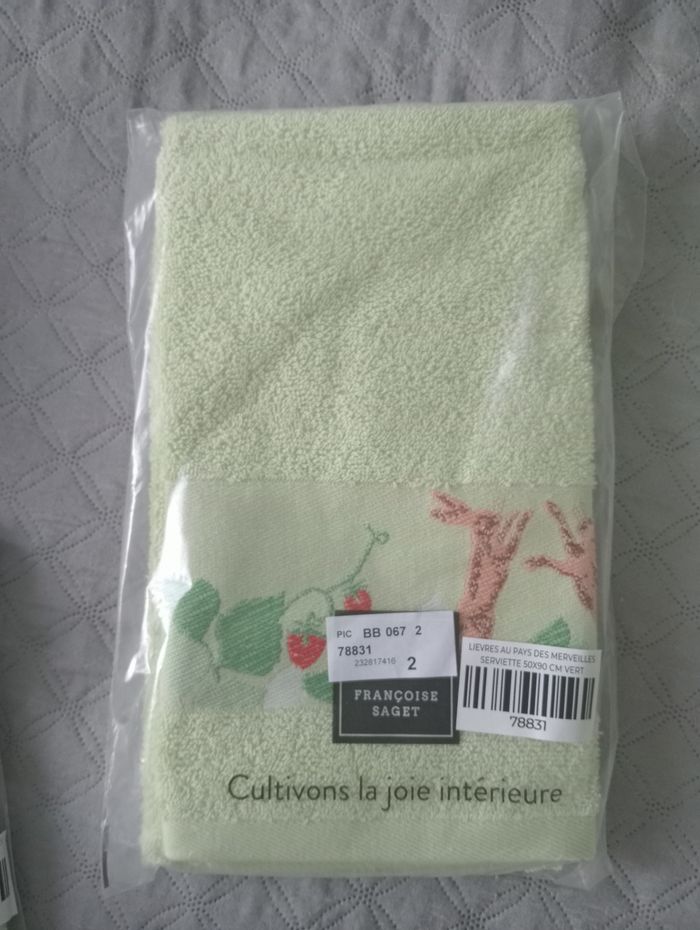 PIC BB 067 2
78831
232817416 2
FRANÇOISE
SAGET
LIEVRES AU PAYS DES MERVEILLES
SERVIETTE 50X90 CM VERT
78831
Cultivons la joie intérieure